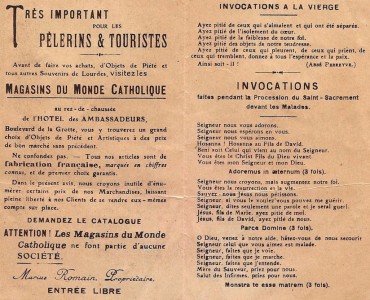 TRÈS IMPORTANT
POUR LES
PÈLERINS & TOURISTES
Avant de faire vos achats, d'Objets de Piété et
tous autres Souvenirs de Lourdes, visitez les
MAGASINS DU MONDE CATHOLIQUE
au rez-de-chaussée
de l'HOTEL des AMBASSADEURS,
Boulevard de la Grotte, vous y trouverez un grand
choix d'Objets de Piété et Artistiques à des prix
de bon marché sans précédent.
Ne confondez pas. — Tous nos articles sont de
fabrication française, marqués en chiffres
connus, et de premier choix garantis.
Dans le présent avis, nous croyons inutile d'énu-
mérer certains prix de nos Marchandises, laissant
pleine liberté à nos Clients de se rendre eux-mêmes
compte sur place.
DEMANDEZ LE CATALOGUE
ATTENTION ! Les Magasins du Monde
Catholique ne font partie d'aucune
SOCIÉTÉ
Marius Romain, Propriétaire.
ENTRÉE LIBRE
INVOCATIONS A LA VIERGE
Ayez pitié de ceux qui s'aimaient et qui ont été séparés.
Ayez pitié de l'isolement du cœur.
Ayez pitié de la faiblesse de notre foi.
Ayez pitié des objets de notre tendresse.
Ayez pitié de ceux qui pleurent, de ceux qui prient, de
ceux qui tremblent, donnez à tous l'espérance et la paix.
Ainsi soit-il ! (ABBÉ PERREYVE.)
INVOCATIONS
faites pendant la Procession du Saint-Sacrement
devant les Malades.
Seigneur nous vous adorons.
Seigneur nous espérons en vous.
Seigneur nous vous aimons.
Hosanna ! Hosanna au Fils de David.
Béni soit Celui qui vient au nom du Seigneur.
Vous êtes le Christ Fils du Dieu vivant
Vous êtes mon Seigneur et mon Dieu.
Adoremus in æternum (3 fois).
Seigneur nous croyons, mais augmentez notre foi.
Vous êtes la resurrection et la vie.
Sauvez-nous Jésus nous périssons.
Seigneur, si vous le voulez vous pouvez me guérir.
Seigneur, dites seulement une parole et je serai guéri.
Jésus, fils de Marie, ayez pitié de moi.
Jésus, fils de David, ayez pitié de nous.
Parce Domine (3 fois).
O Dieu, venez à notre aide, hâtez-vous de nous secourir
Seigneur celui que vous aimez est malade.
Seigneur, faites que je voie.
Seigneur, faites que je marche.
Seigneur, faites que j'entende.
Mère du Sauveur, priez pour nous.
Salut des Infirmes, priez pour nous.
Monstra te esse matrem (3 fois).